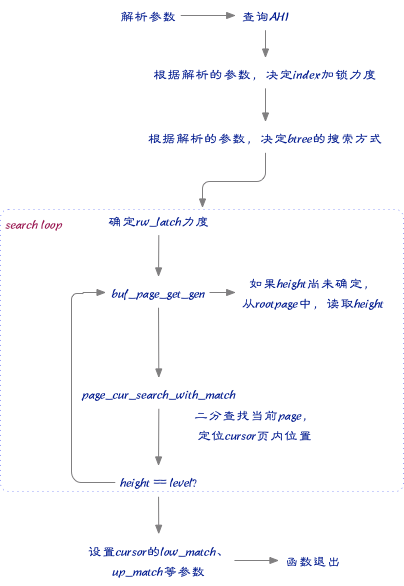 解析参数
查询AHI
根据解析的参数，决定index加锁力度
根据解析的参数，决定btree的搜索方式
search loop
确定rw_latch力度
buf_page_get_gen
如果height尚未确定，
从rootpage中，读取height
page_cur_search_with_match
二分查找当前page，
定位cursor页内位置
height == level?
设置cursor的low_match、
up_match等参数
函数退出